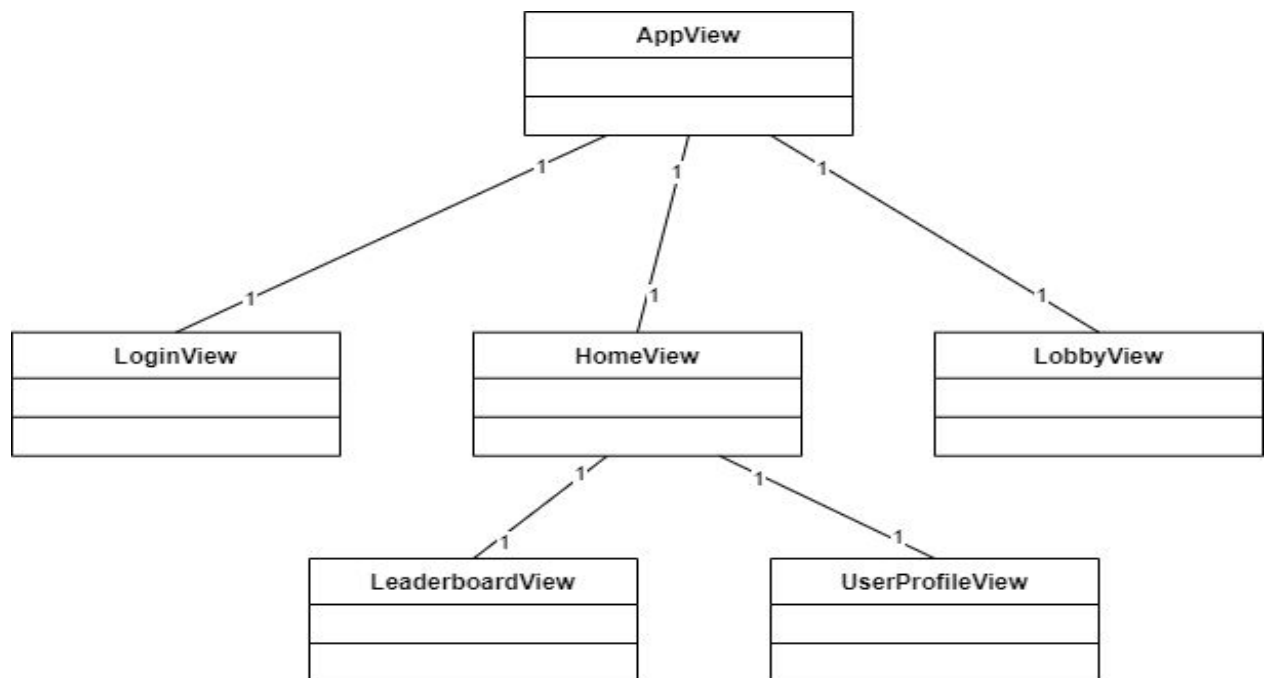 AppView
1 1 1
1 1 1
LoginView
HomeView
LobbyView
1 1
1 1
LeaderboardView
UserProfileView